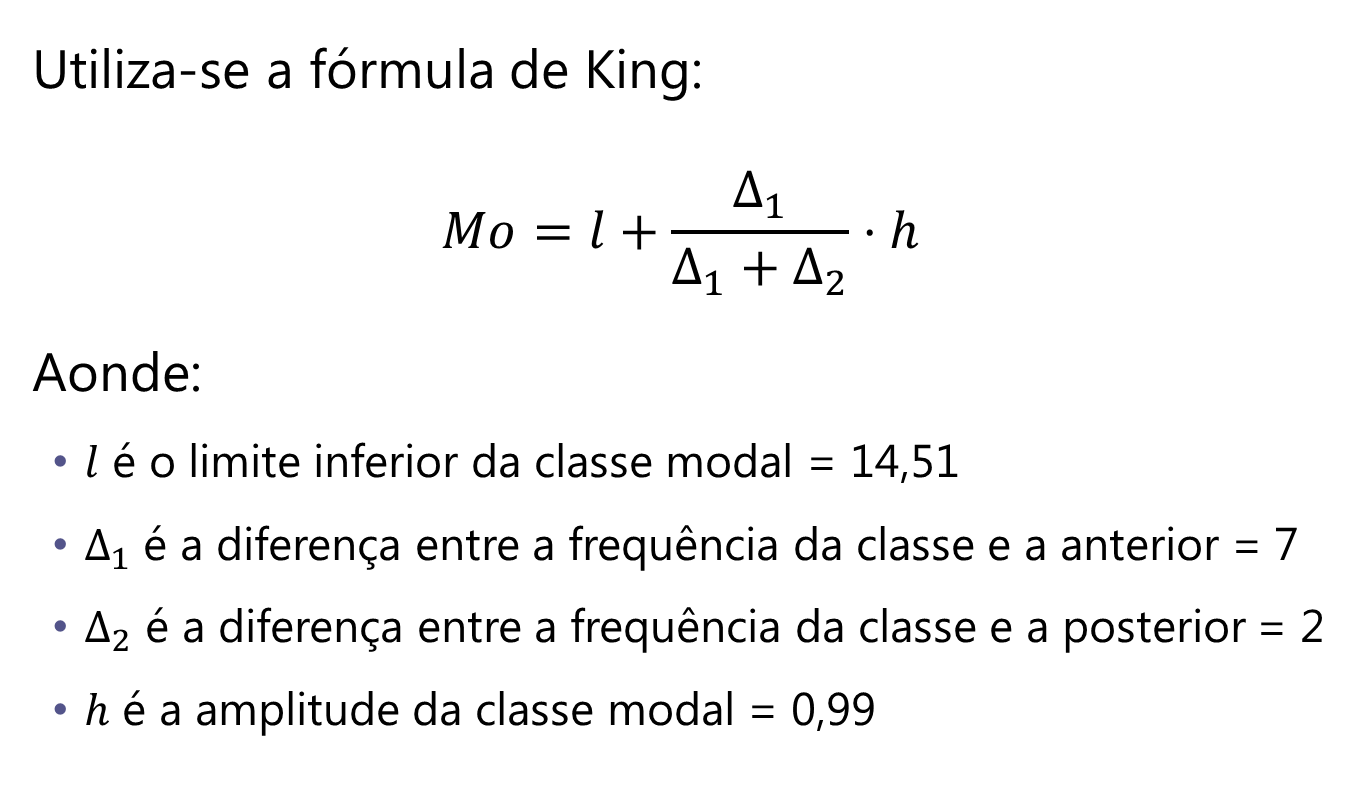 Utiliza-se a fórmula de King:
Mo = l + Δ₁ / (Δ₁ + Δ₂) · h
Aonde:
• l é o limite inferior da classe modal = 14,51
• Δ₁ é a diferença entre a frequência da classe e a anterior = 7
• Δ₂ é a diferença entre a frequência da classe e a posterior = 2
• h é a amplitude da classe modal = 0,99